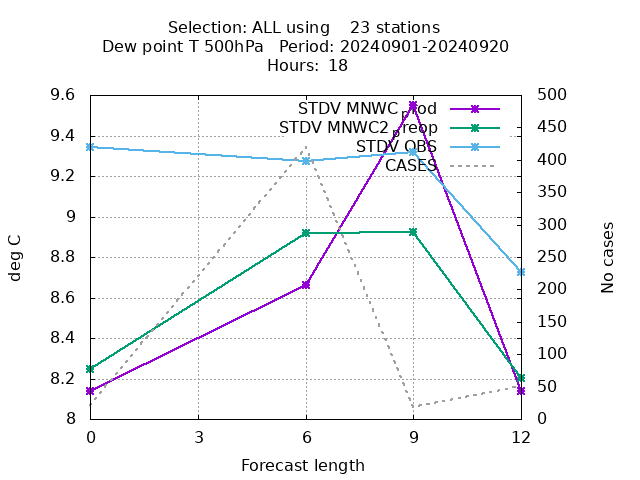 Selection: ALL using 23 stations
Dew point T 500hPa Period: 20240901-20240920
Hours: 18
9.6
9.4
9.2
9
8.8
8.6
8.4
8.2
8
500
450
400
350
300
250
200
150
100
50
0
STDV MNWC_prod
STDV MNWC2_preop
STDV OBS
CASES
deg C
No cases
0 3 6 9 12
Forecast length